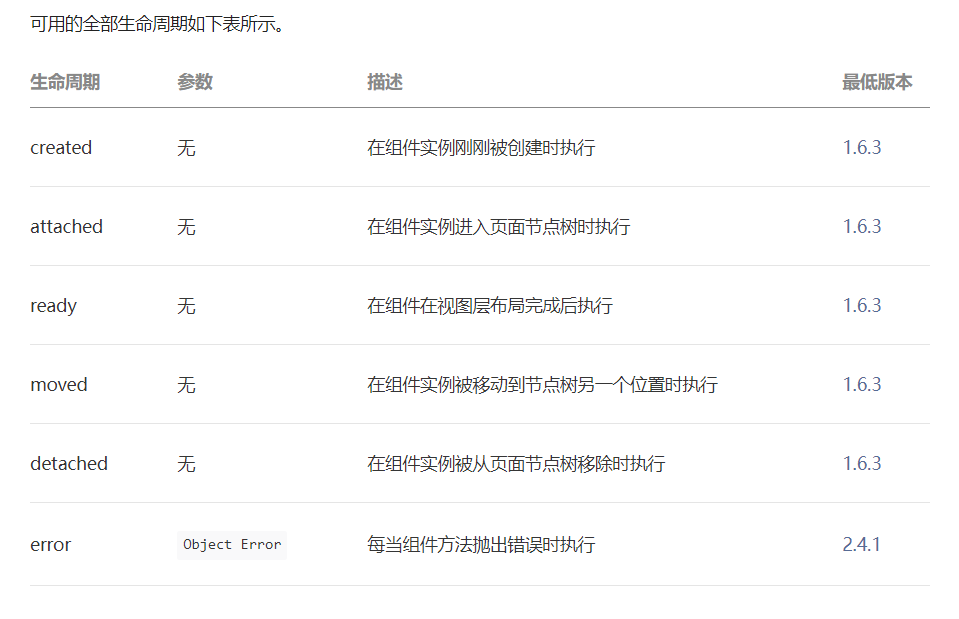 可用的全部生命周期如下表所示。
生命周期 参数 描述 最低版本
created 无 在组件实例刚刚被创建时执行 1.6.3
attached 无 在组件实例进入页面节点树时执行 1.6.3
ready 无 在组件在视图层布局完成后执行 1.6.3
moved 无 在组件实例被移动到节点树另一个位置时执行 1.6.3
detached 无 在组件实例被从页面节点树移除时执行 1.6.3
error Object Error 每当组件方法抛出错误时执行 2.4.1